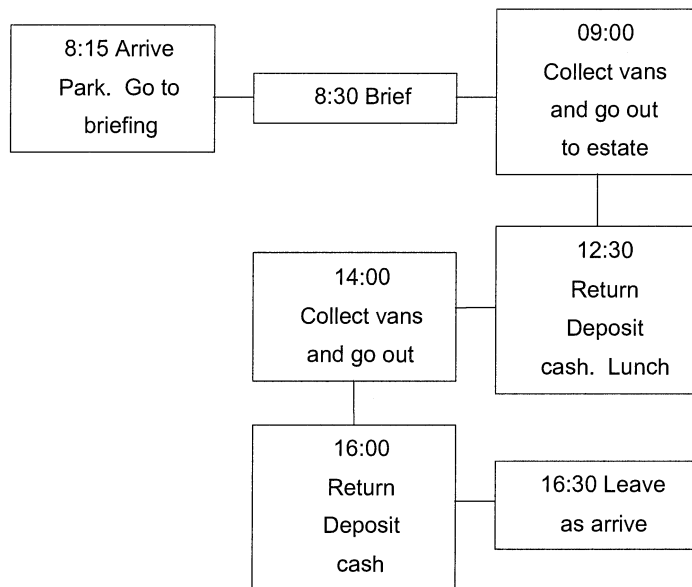 8:15 Arrive
Park. Go to
briefing
8:30 Brief
09:00
Collect vans
and go out
to estate
12:30
Return
Deposit
cash. Lunch
14:00
Collect vans
and go out
16:00
Return
Deposit
cash
16:30 Leave
as arrive